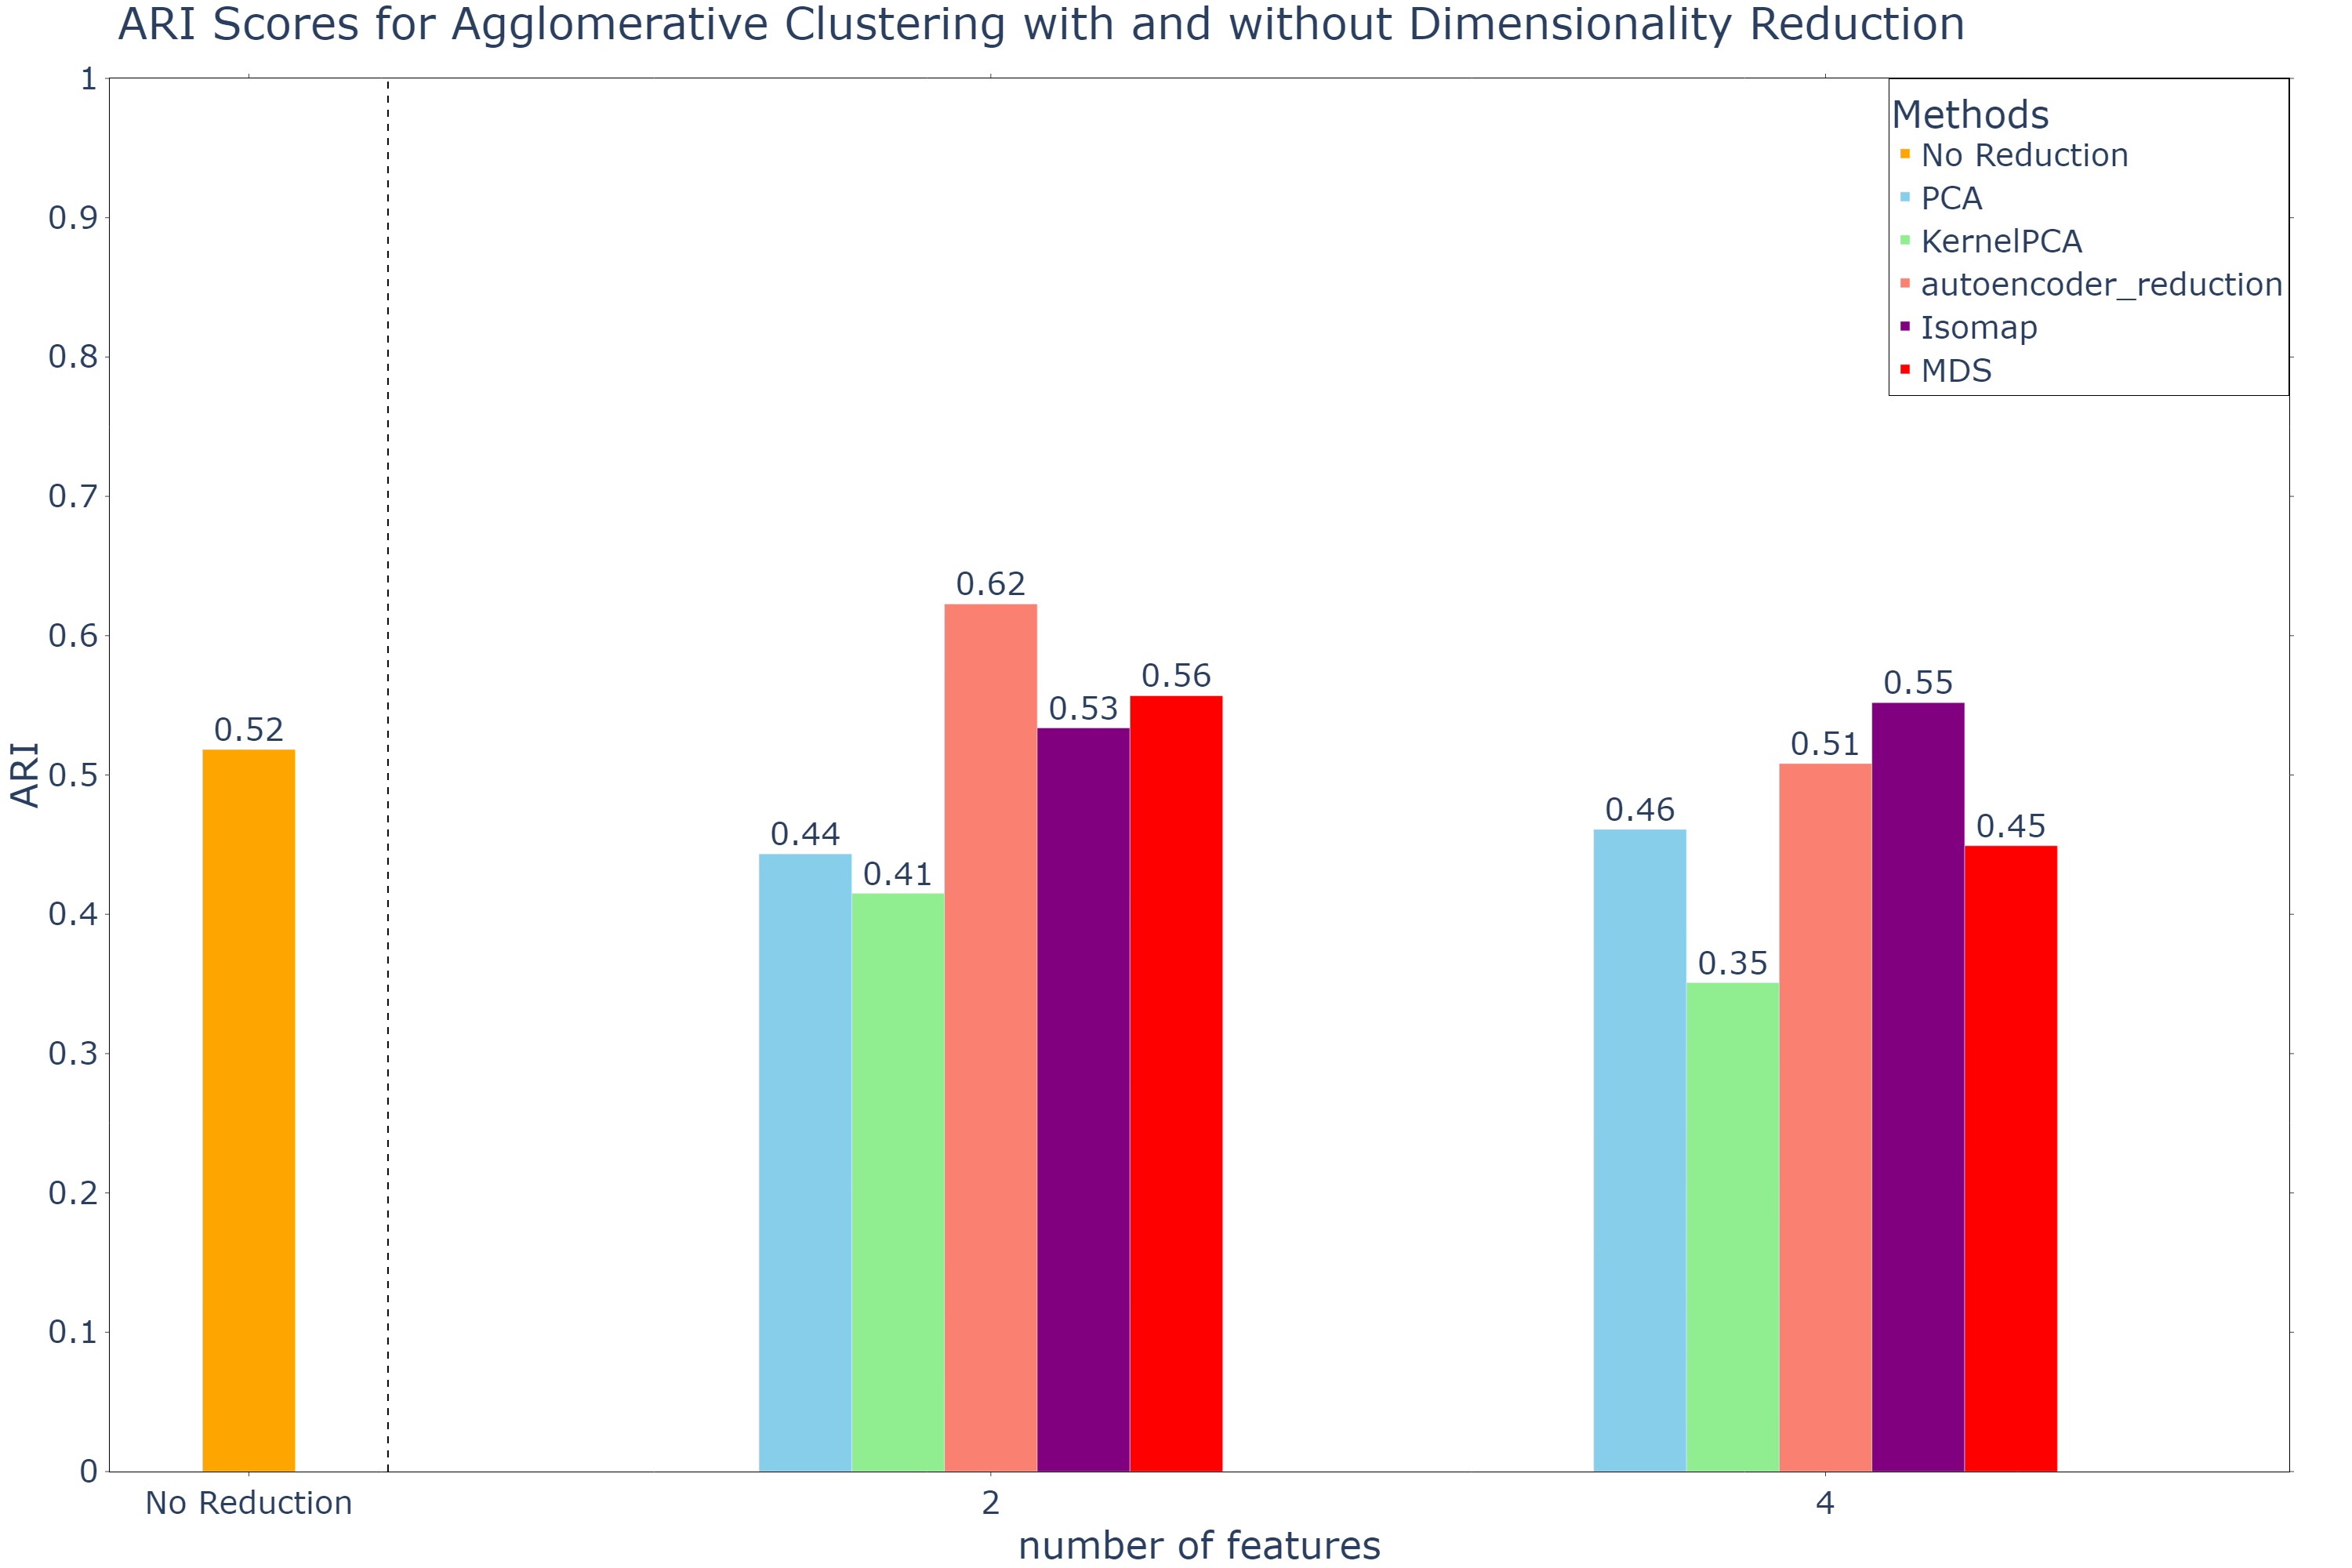 ARI Scores for Agglomerative Clustering with and without Dimensionality Reduction
Methods
No Reduction
PCA
KernelPCA
autoencoder_reduction
Isomap
MDS
ARI
1
0.9
0.8
0.7
0.6
0.5
0.4
0.3
0.2
0.1
0
0.52
0.44
0.41
0.62
0.53
0.56
0.46
0.35
0.51
0.55
0.45
No Reduction
2
4
number of features